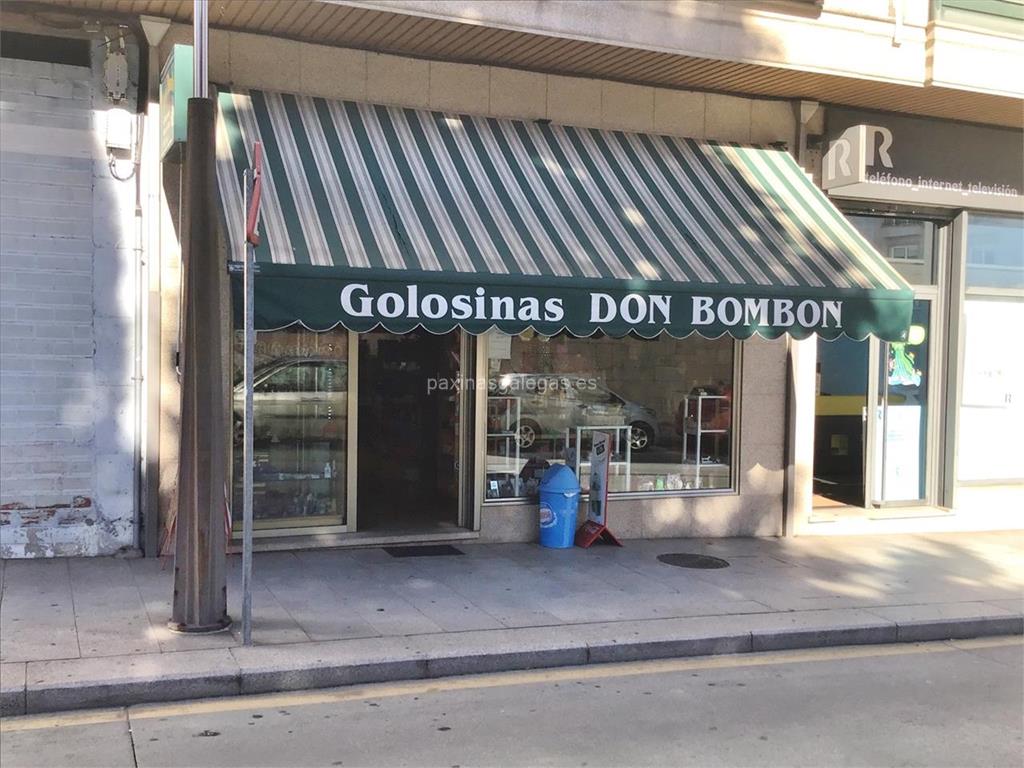 R R
teléfono_internet_televisión
Golosinas DON BOMBON
paxinasgalegas.es
R